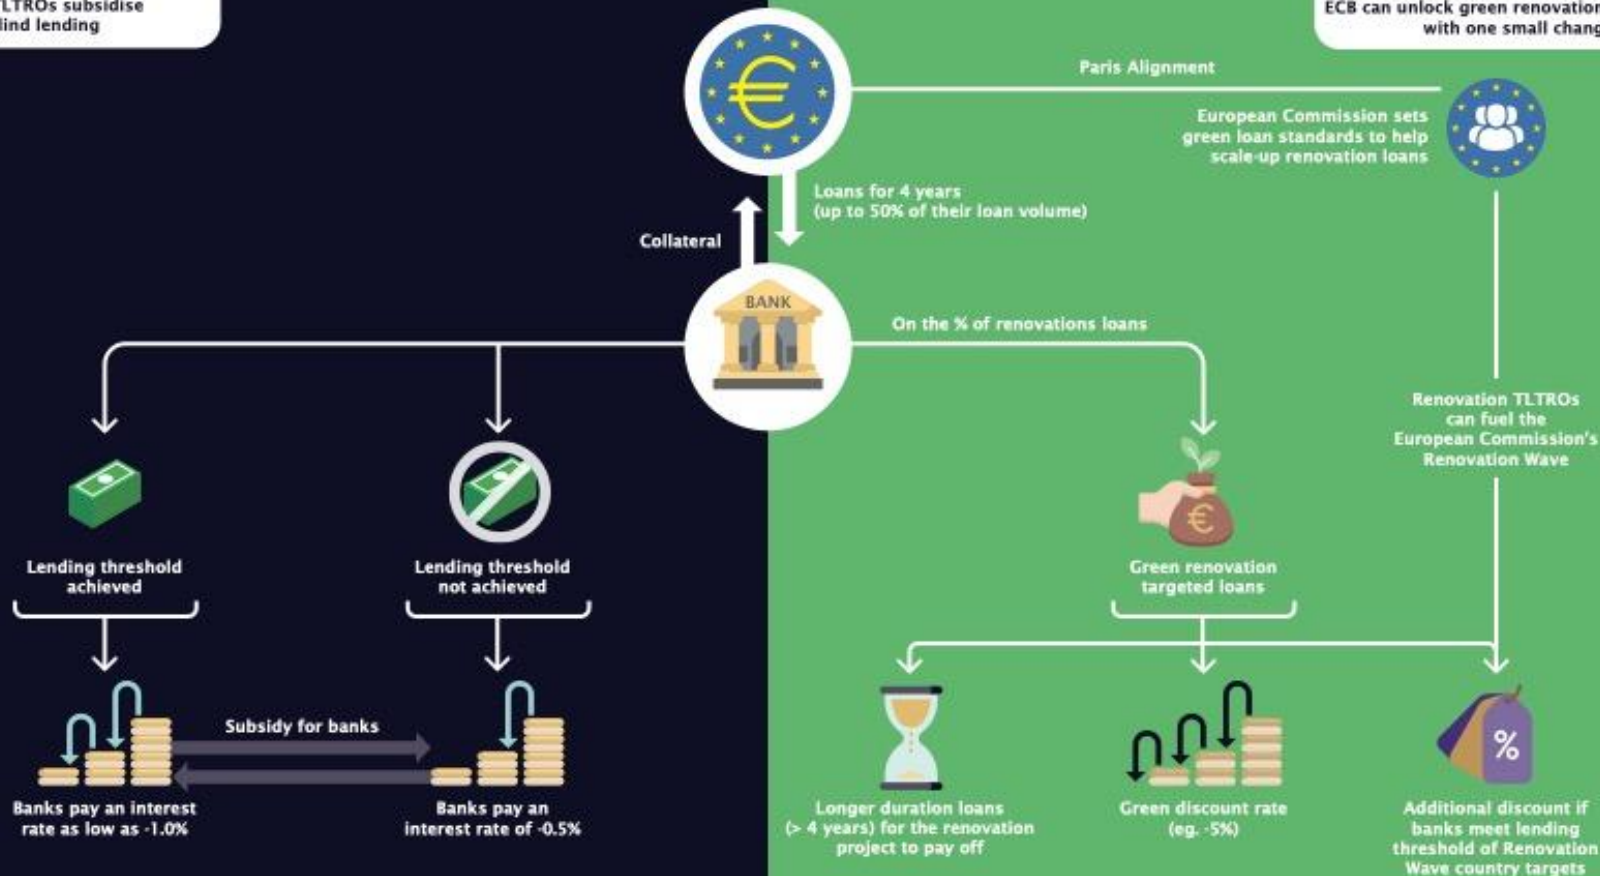 TLTROs subsidise
lending
ECB can unlock green renovation
with one small
Paris Alignment
European Commission sets
green loan standards to help
scale-up renovation loans
Loans for 4 years
(up to 50% of their loan volume)
Collateral
BANK
On the % of renovations loans
Renovation TLTROs
can fuel the
European Commission's
Renovation Wave
Lending threshold
achieved
Lending threshold
not achieved
Green renovation
targeted loans
Subsidy for banks
Banks pay an interest
rate as low as -1.0%
Banks pay an
interest rate of -0.5%
Longer duration loans
(> 4 years) for the renovation
project to pay off
Green discount rate
(eg. -5%)
%
Additional discount if
banks meet lending
threshold of Renovation
Wave country targets